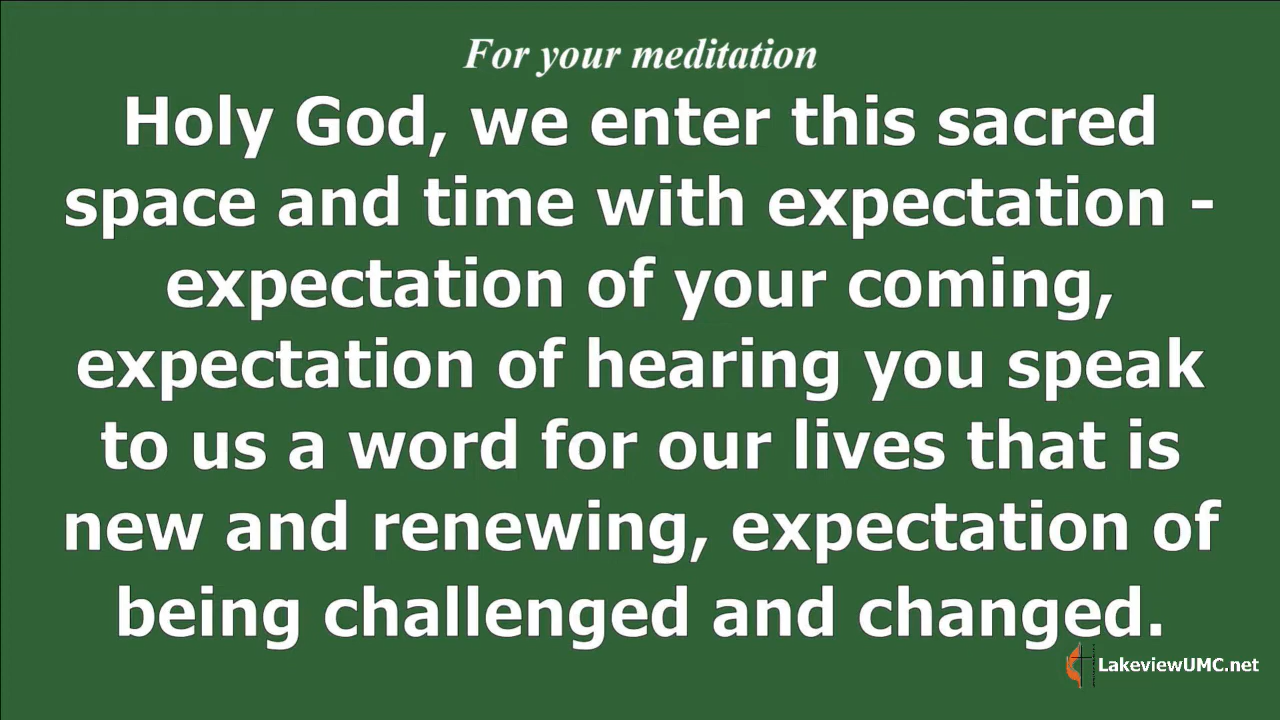 For your meditation
Holy God, we enter this sacred
space and time with expectation -
expectation of your coming,
expectation of hearing you speak
to us a word for our lives that is
new and renewing, expectation of
being challenged and changed.
LakeviewUMC.net